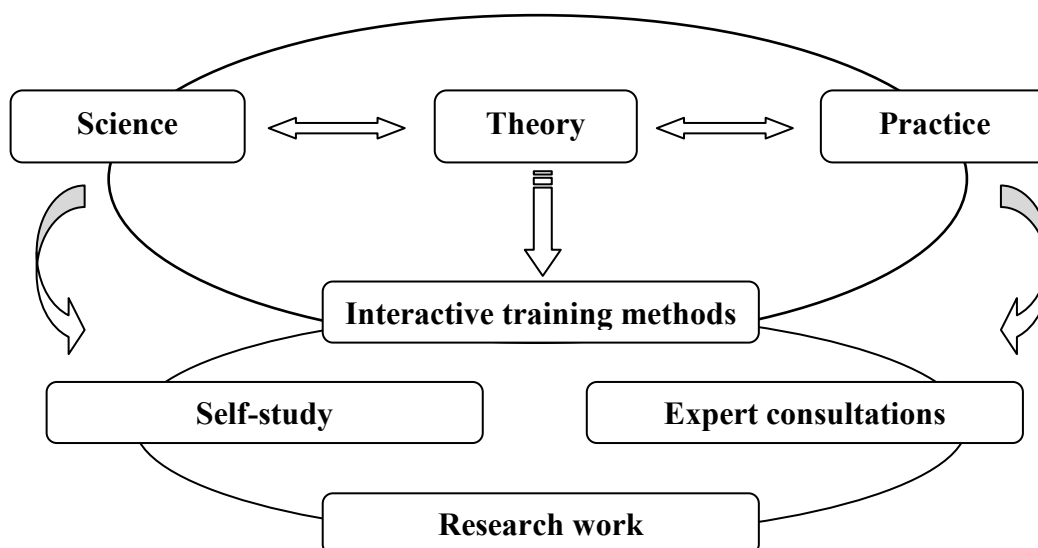 Science
Theory
Practice
Interactive training methods
Self-study
Expert consultations
Research work